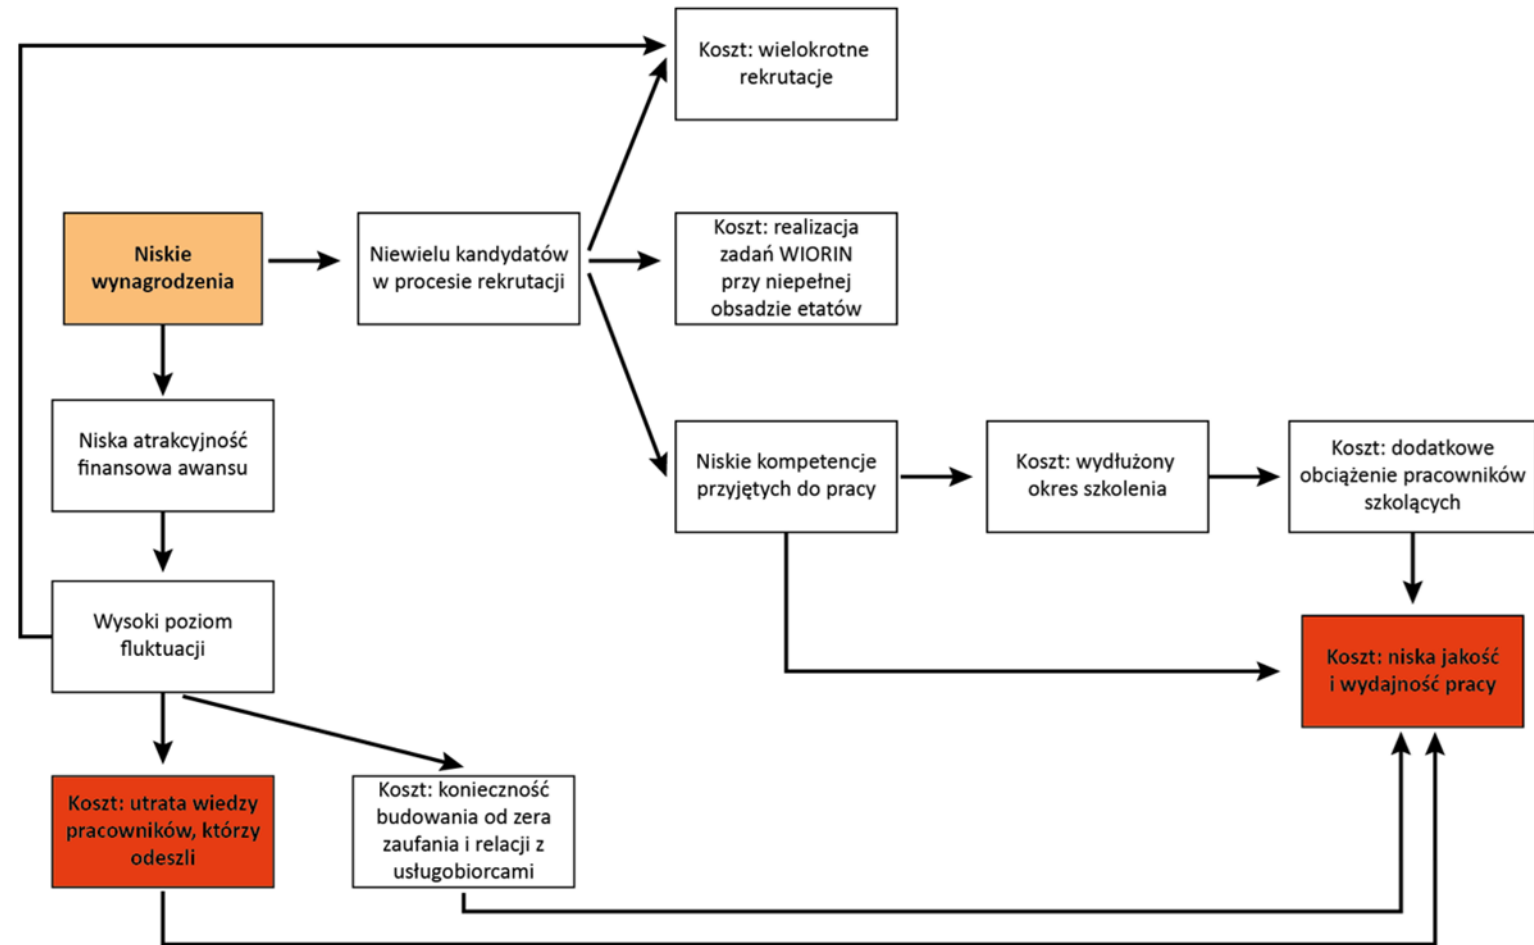 Koszt: wielokrotne
rekrutacje
Niskie
wynagrodzenia
Niewielu kandydatów
w procesie rekrutacji
Koszt: realizacja
zadań WIORIN
przy niepełnej
obsadzie etatów
Niska atrakcyjność
finansowa awansu
Niskie kompetencje
przyjętych do pracy
Koszt: wydłużony
okres szkolenia
Koszt: dodatkowe
obciążenie pracowników
szkolących
Wysoki poziom
fluktuacji
Koszt: niska jakość
i wydajność pracy
Koszt: utrata wiedzy
pracowników, którzy
odeszli
Koszt: konieczność
budowania od zera
zaufania i relacji z
usługobiorcami